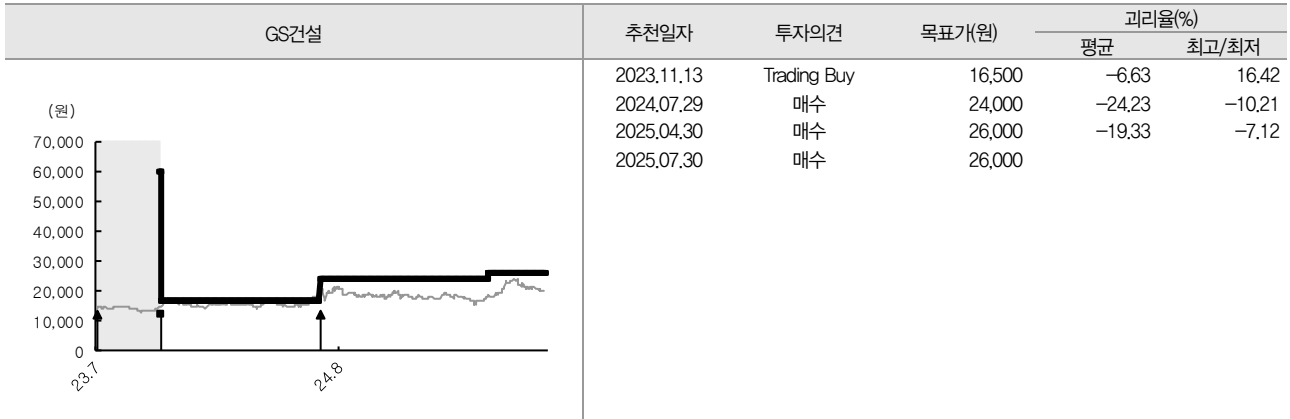 GS건설
추천일자 투자의견 목표가(원) 괴리율(%)
평균 최고/최저
2023.11.13 Trading Buy 16,500 -6.63 16.42
2024.07.29 매수 24,000 -24.23 -10.21
2025.04.30 매수 26,000 -19.33 -7.12
2025.07.30 매수 26,000
(원)
70,000
60,000
50,000
40,000
30,000
20,000
10,000
0
23.7 24.8